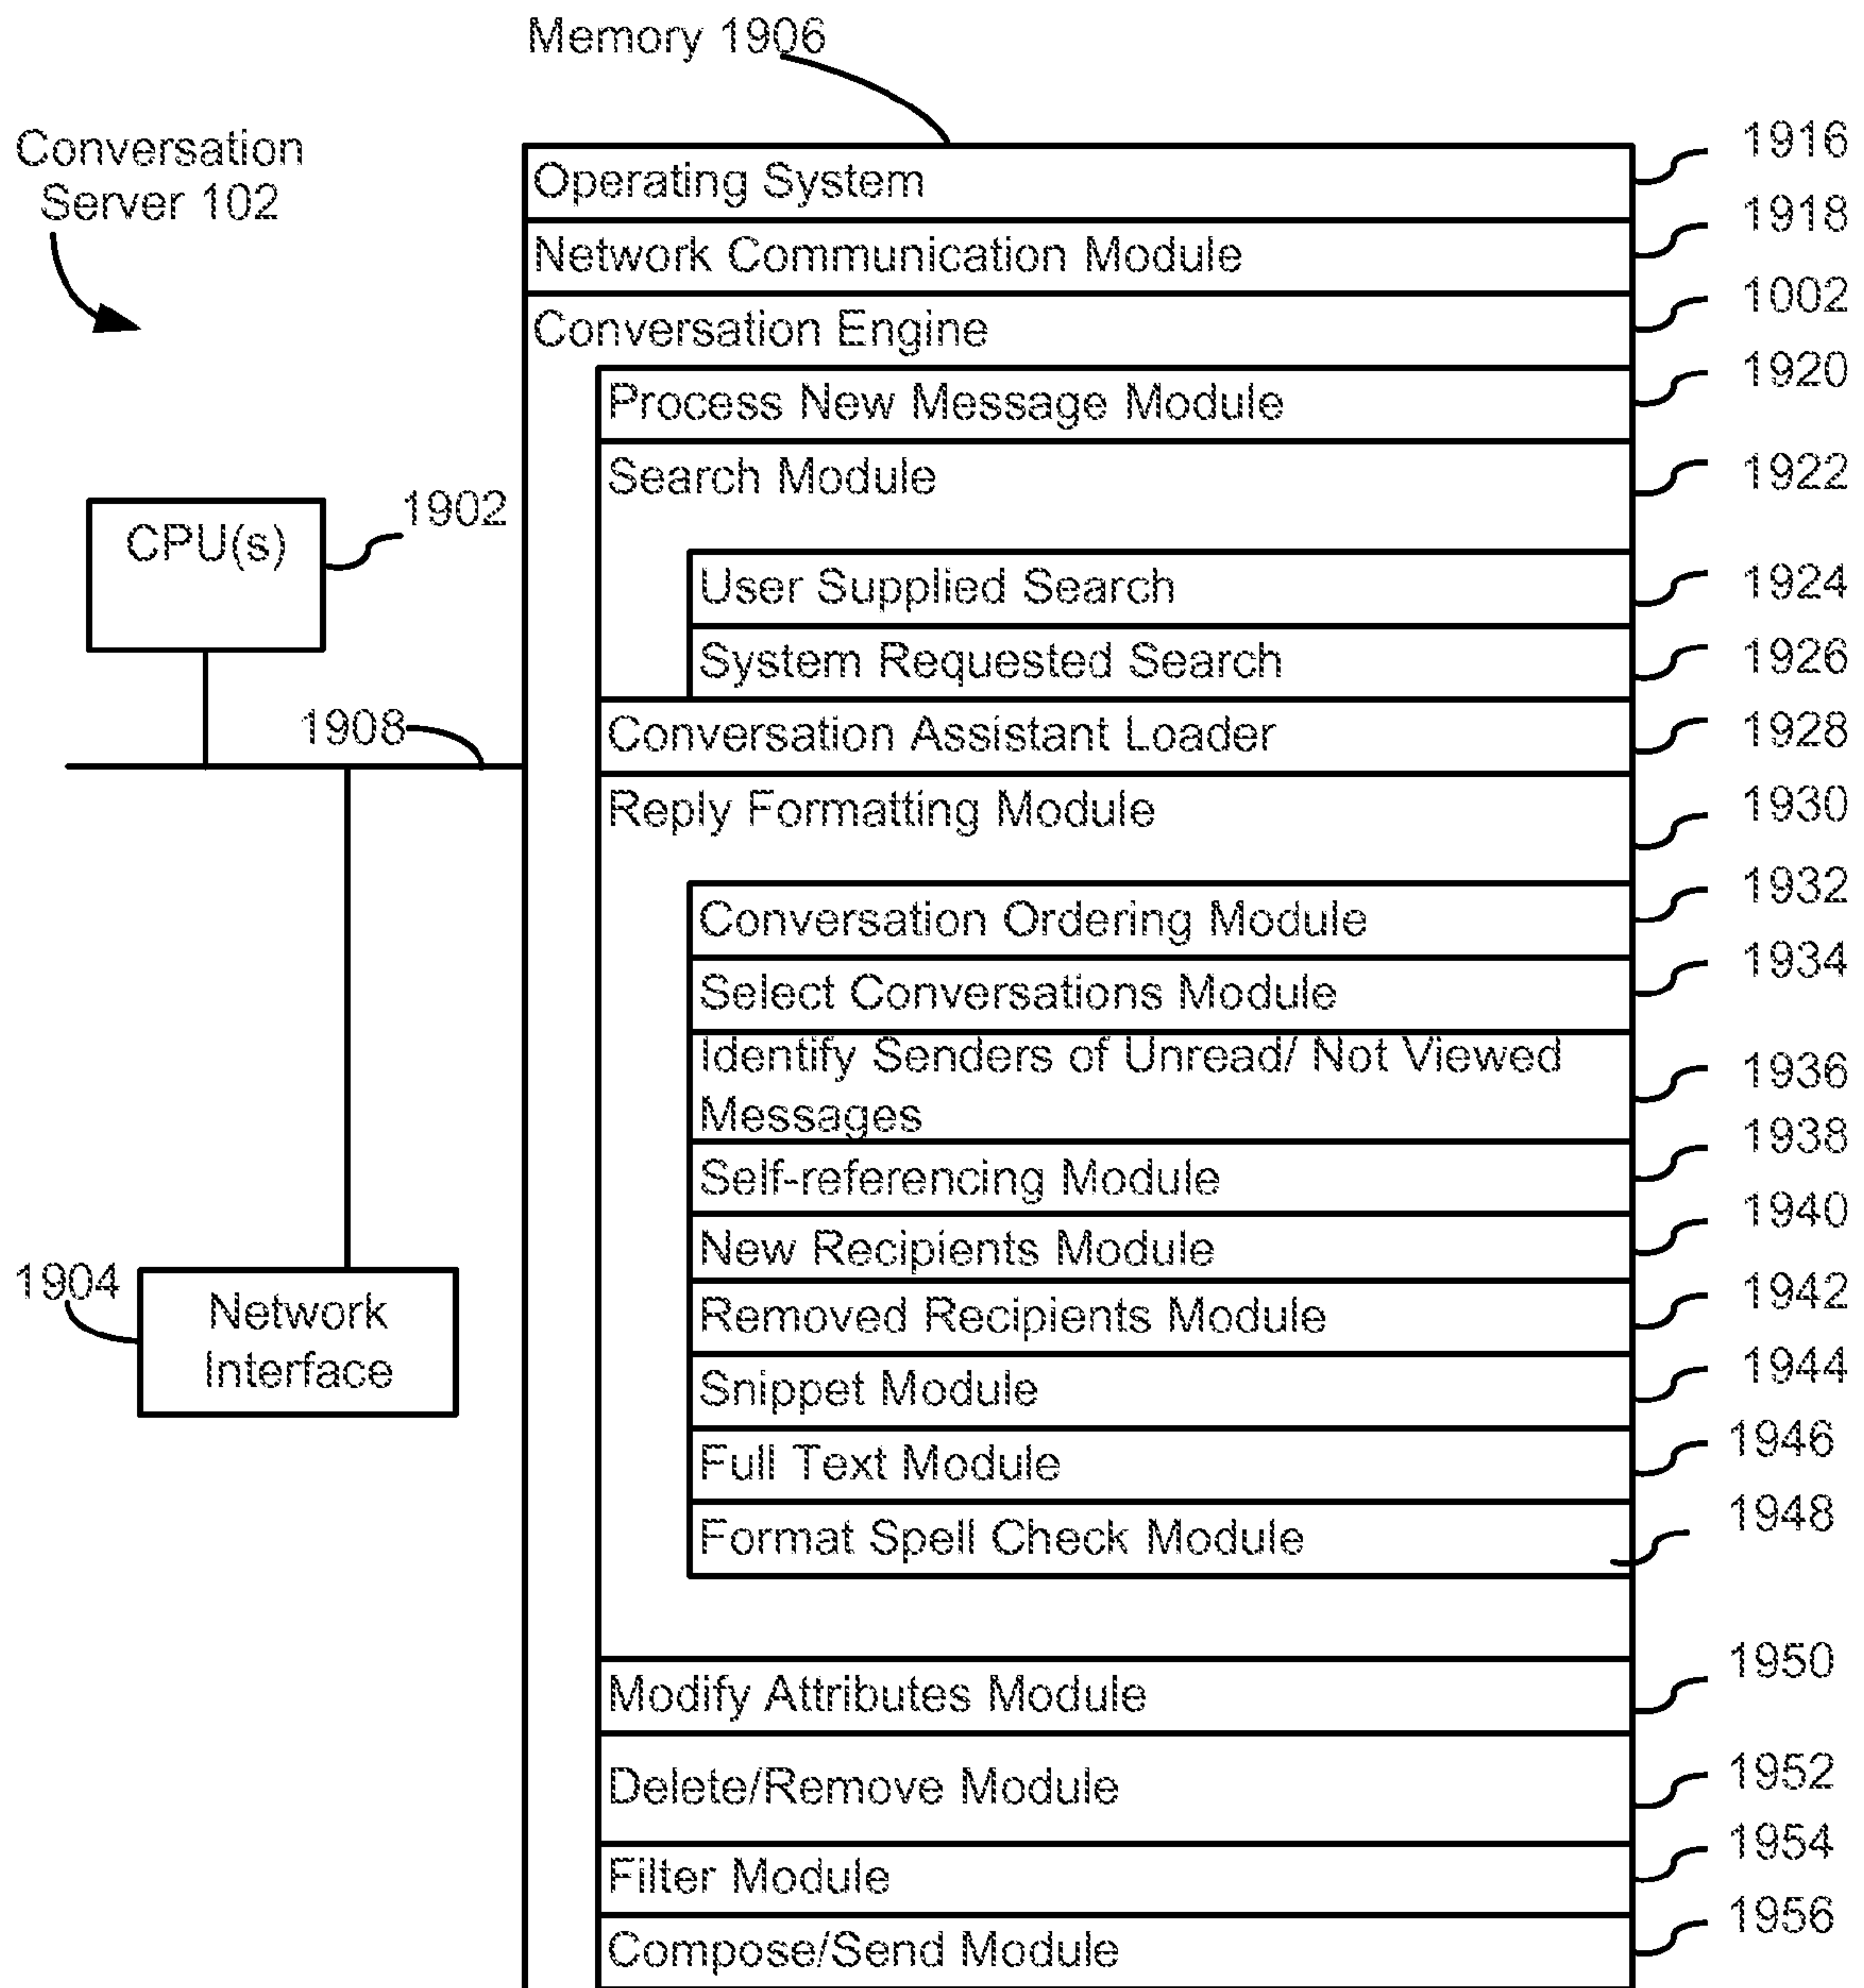 Memory 1906
Conversation
Server 102
Operating System
1916
Network Communication Module
1918
Conversation Engine
1002
Process New Message Module
1920
Search Module
1922
CPU(s)
1902
User Supplied Search
1924
System Requested Search
1926
1908
Conversation Assistant Loader
1928
Reply Formatting Module
1930
Conversation Ordering Module
1932
Select Conversations Module
1934
Identify Senders of Unread/ Not Viewed
Messages
1936
Self-referencing Module
1938
New Recipients Module
1940
1904
Network
Interface
Removed Recipients Module
1942
Snippet Module
1944
Full Text Module
1946
Format Spell Check Module
1948
Modify Attributes Module
1950
Delete/Remove Module
1952
Filter Module
1954
Compose/Send Module
1956